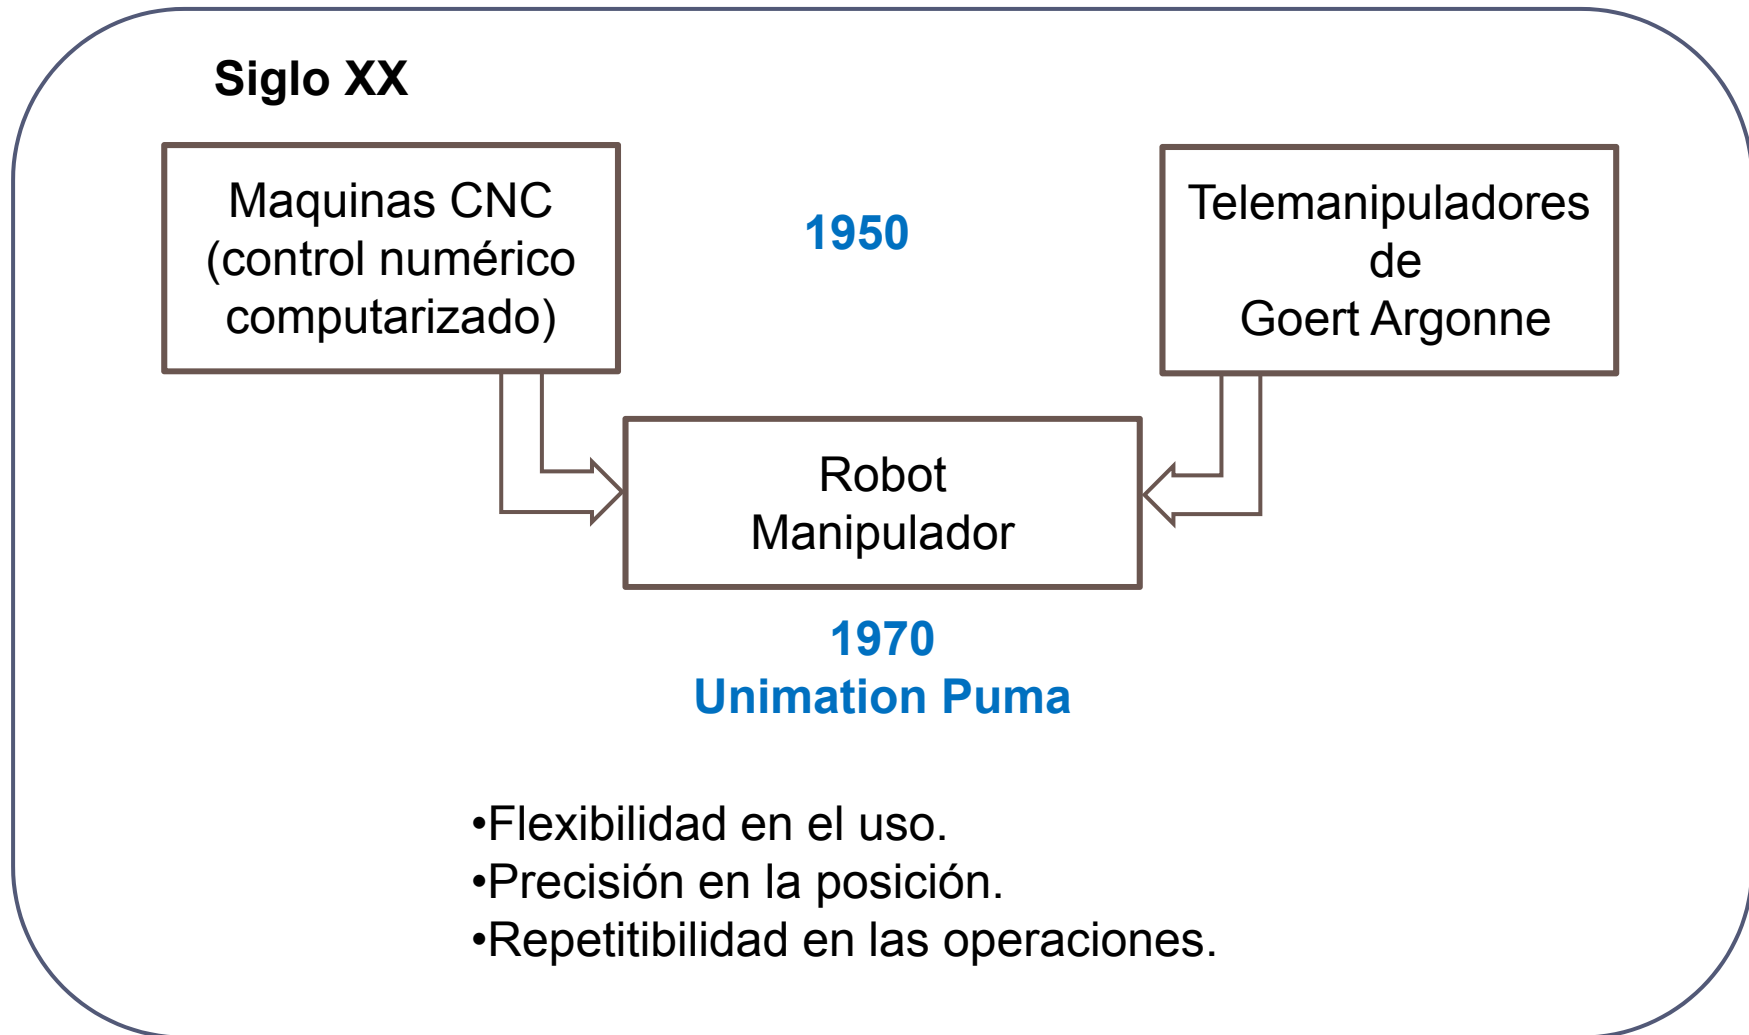 Siglo XX
Maquinas CNC
(control numérico
computarizado)
1950
Telemanipuladores
de
Goert Argonne
Robot
Manipulador
1970
Unimation Puma
•Flexibilidad en el uso.
•Precisión en la posición.
•Repetitibilidad en las operaciones.